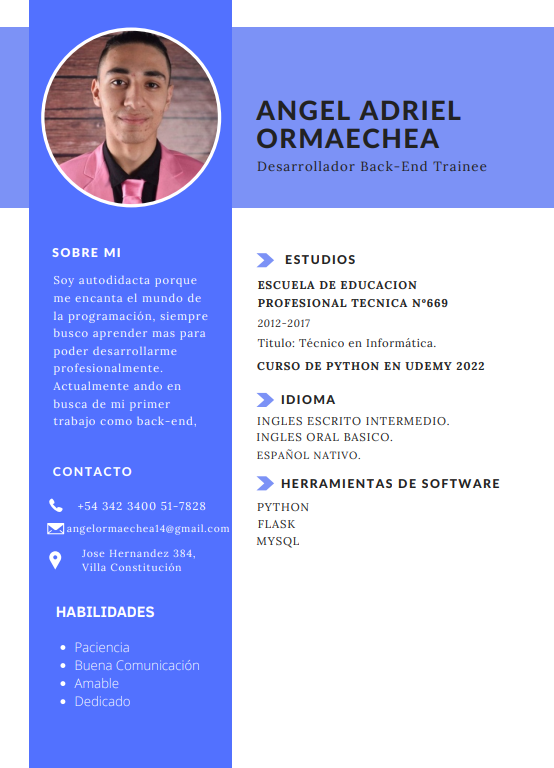 ANGEL ADRIEL
ORMAECHEA
Desarrollador Back-End Trainee
SOBRE MI
Soy autodidacta porque
me encanta el mundo de
la programación, siempre
busco aprender mas para
poder desarrollarme
profesionalmente.
Actualmente ando en
busca de mi primer
trabajo como back-end,
CONTACTO
+54 342 3400 51-7828
angelormaechea14@gmail.com
Jose Hernandez 384,
Villa Constitución
HABILIDADES
Paciencia
Buena Comunicación
Amable
Dedicado
ESTUDIOS
ESCUELA DE EDUCACION
PROFESIONAL TECNICA Nº669
2012-2017
Titulo: Técnico en Informática.
CURSO DE PYTHON EN UDEMY 2022
IDIOMA
INGLES ESCRITO INTERMEDIO.
INGLES ORAL BASICO.
ESPAÑOL NATIVO.
HERRAMIENTAS DE SOFTWARE
PYTHON
FLASK
MYSQL